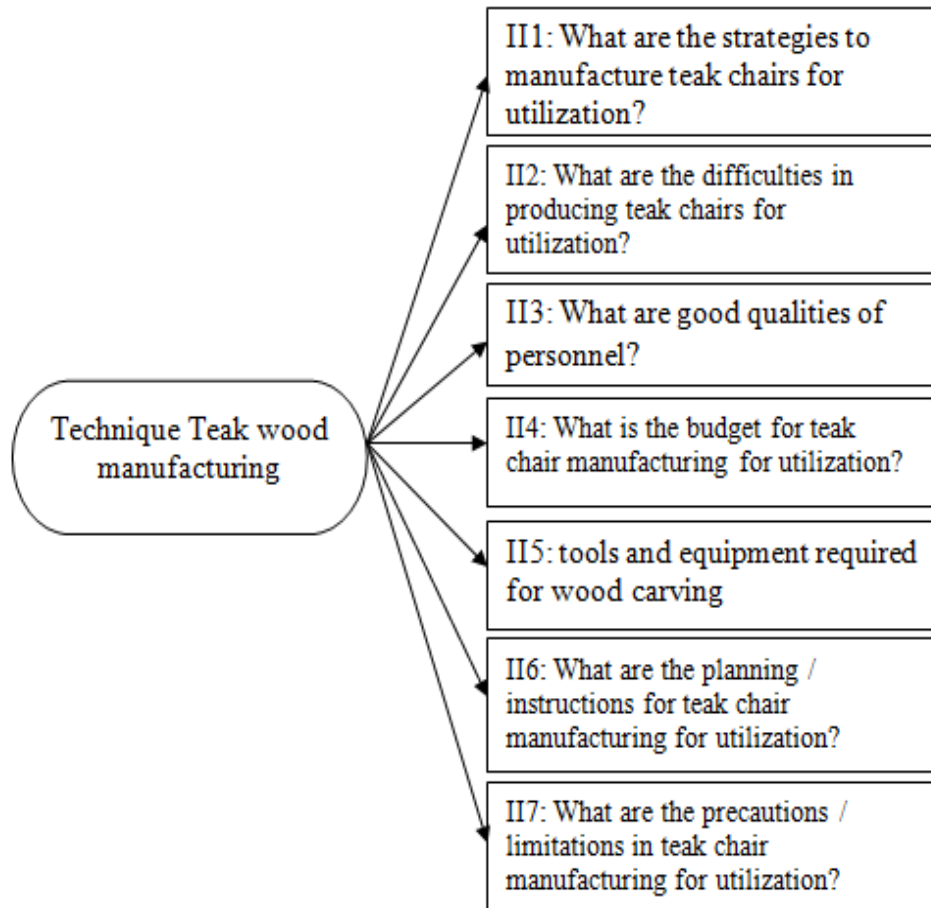 Technique Teak wood
manufacturing
II1: What are the strategies to
manufacture teak chairs for
utilization?
II2: What are the difficulties in
producing teak chairs for
utilization?
II3: What are good qualities of
personnel?
II4: What is the budget for teak
chair manufacturing for utilization?
II5: tools and equipment required
for wood carving
II6: What are the planning /
instructions for teak chair
manufacturing for utilization?
II7: What are the precautions /
limitations in teak chair
manufacturing for utilization?